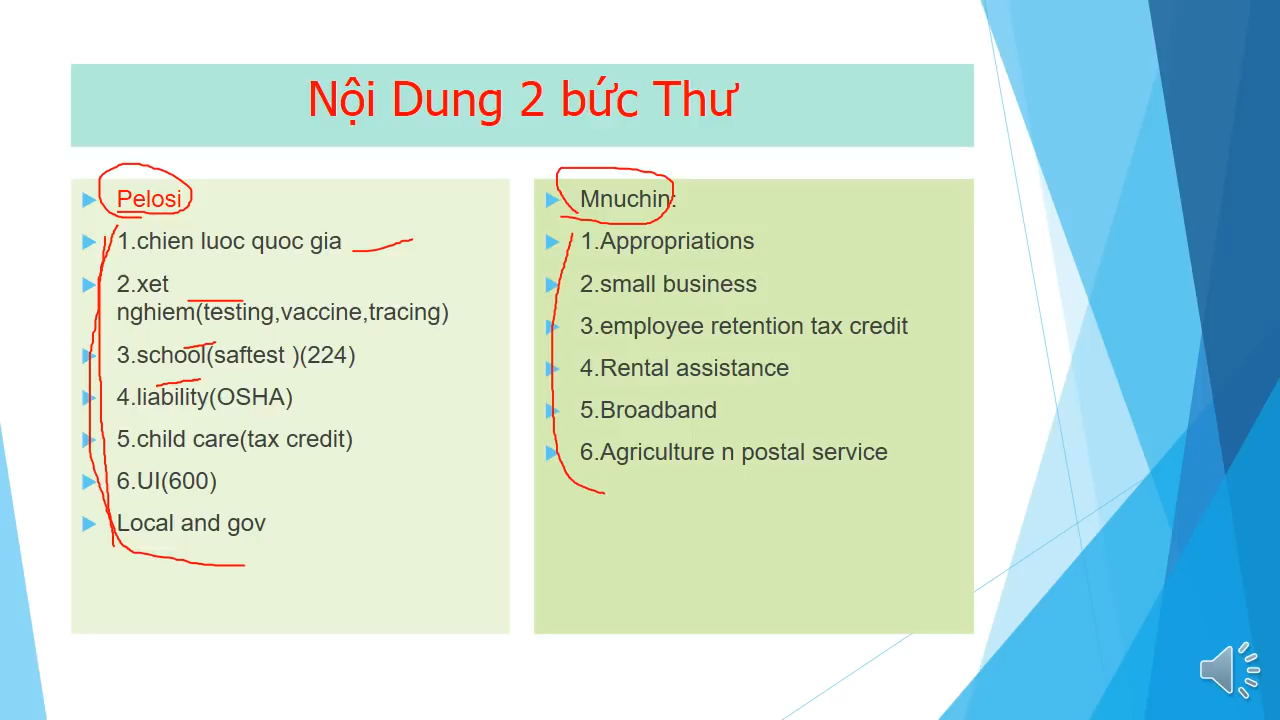 Nội Dung 2 bức Thư
Pelosi
1.chien luoc quoc gia
2.xet
nghiem(testing,vaccine,tracing)
3.school(saftest )(224)
4.liability(OSHA)
5.child care(tax credit)
6.UI(600)
Local and gov
Mnuchin:
1.Appropriations
2.small business
3.employee retention tax credit
4.Rental assistance
5.Broadband
6.Agriculture n postal service